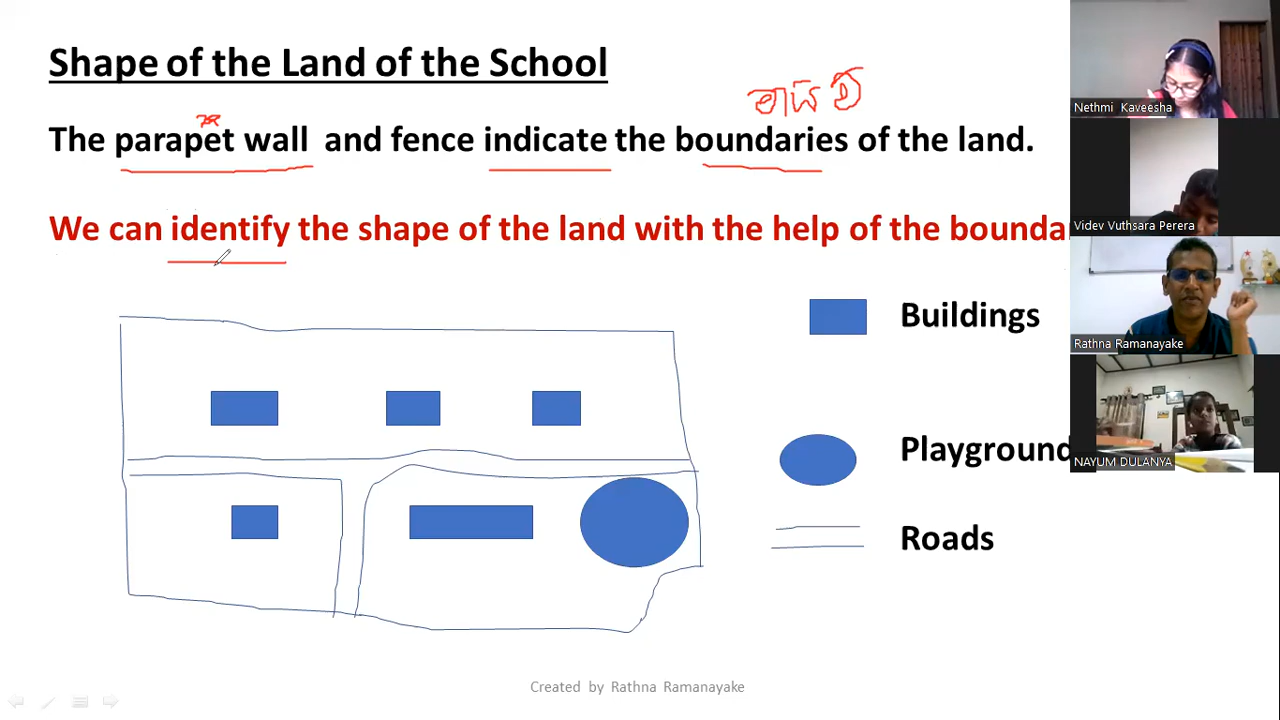 Shape of the Land of the School
මායිම්
The parapet wall and fence indicate the boundaries of the land.
We can identify the shape of the land with the help of the bounda
Buildings
Playground
Roads
Created by Rathna Ramanayake
Nethmi Kaveesha
Videv Vuthsara Perera
Rathna Ramanayake
NAYUM DULANYA